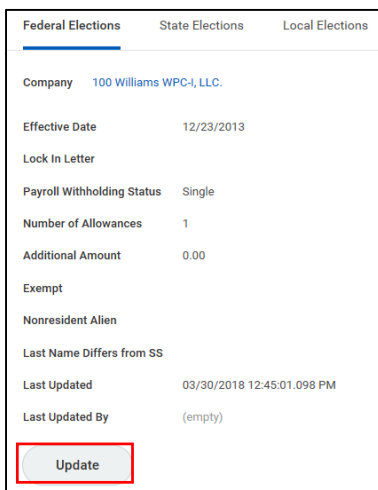 Federal Elections State Elections Local Elections
Company 100 Williams WPC-I, LLC.
Effective Date 12/23/2013
Lock In Letter
Payroll Withholding Status Single
Number of Allowances 1
Additional Amount 0.00
Exempt
Nonresident Alien
Last Name Differs from SS
Last Updated 03/30/2018 12:45:01.098 PM
Last Updated By (empty)
Update